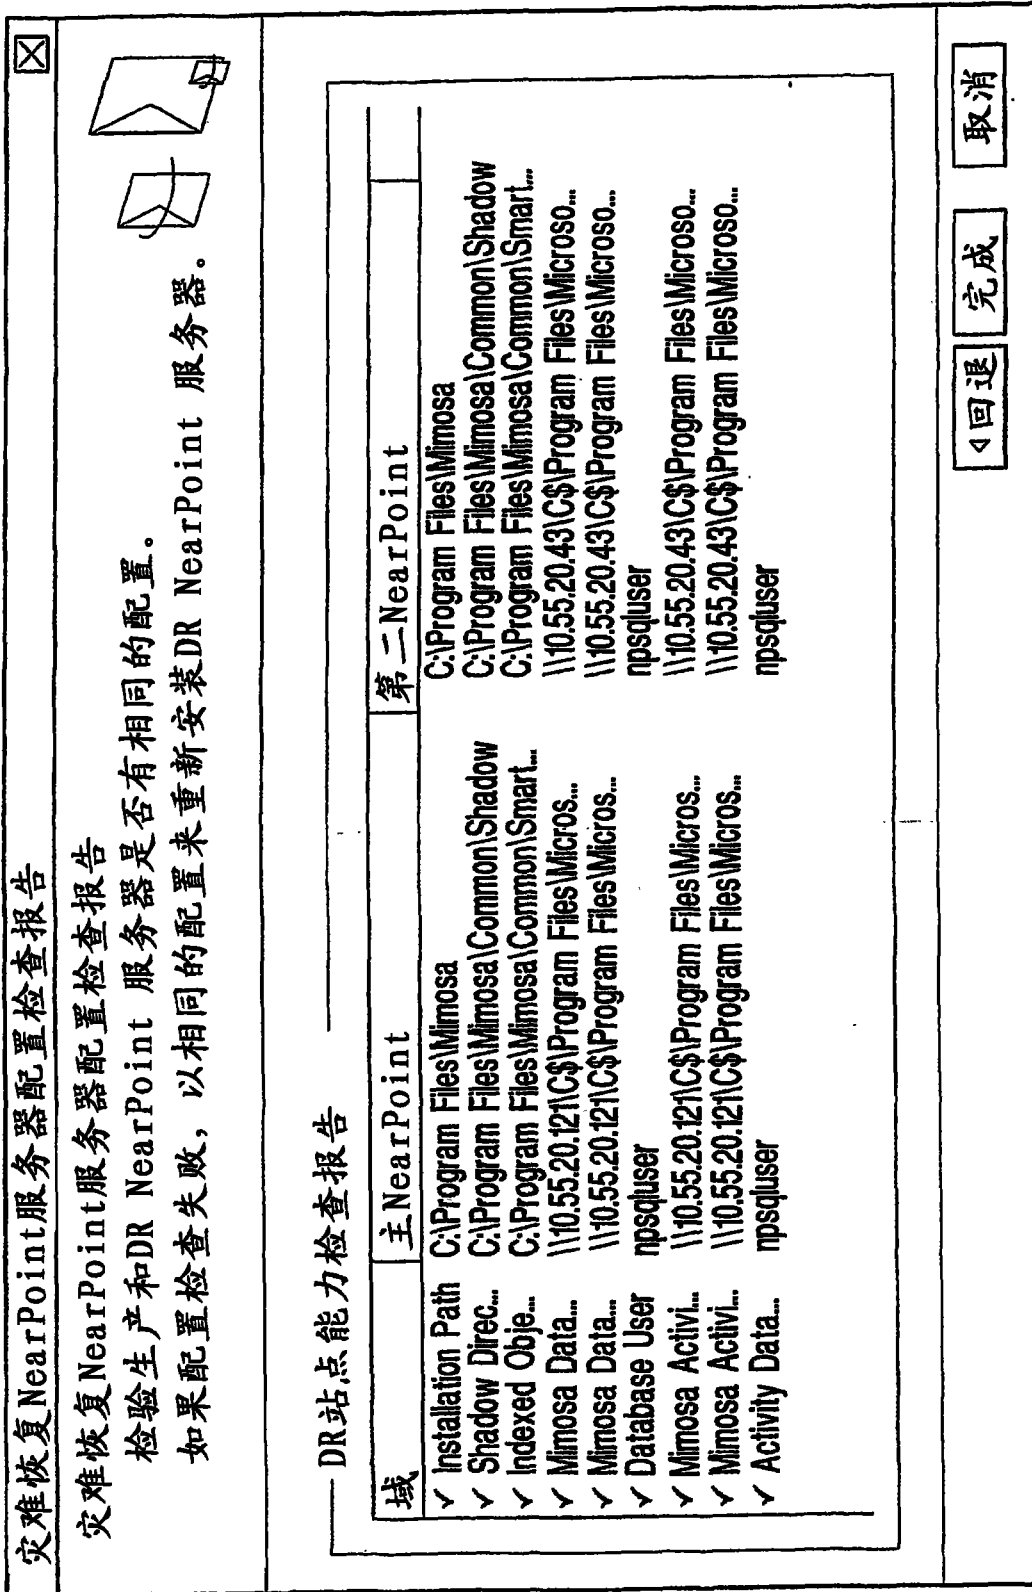 灾难恢复NearPoint服务器配置检查报告
灾难恢复NearPoint服务器配置检查报告
检验生产和DR NearPoint 服务器是否有相同的配置。
如果配置检查失败, 以相同的配置来重新安装DR NearPoint 服务器。
DR站点能力检查报告
域 主NearPoint 第二NearPoint
✓ Installation Path C:\Program Files\Mimosa C:\Program Files\Mimosa
✓ Shadow Direc... C:\Program Files\Mimosa\Common\Shadow C:\Program Files\Mimosa\Common\Shadow
✓ Indexed Obje... C:\Program Files\Mimosa\Common\Smart... C:\Program Files\Mimosa\Common\Smart...
✓ Mimosa Data... \\10.55.20.121\C$\Program Files\Micros... \\10.55.20.43\C$\Program Files\Microso...
✓ Mimosa Data... \\10.55.20.121\C$\Program Files\Micros... \\10.55.20.43\C$\Program Files\Microso...
✓ Database User npsqluser npsqluser
✓ Mimosa Activi... \\10.55.20.121\C$\Program Files\Micros... \\10.55.20.43\C$\Program Files\Microso...
✓ Mimosa Activi... \\10.55.20.121\C$\Program Files\Micros... \\10.55.20.43\C$\Program Files\Microso...
✓ Activity Data... npsqluser npsqluser
回退 完成 取消